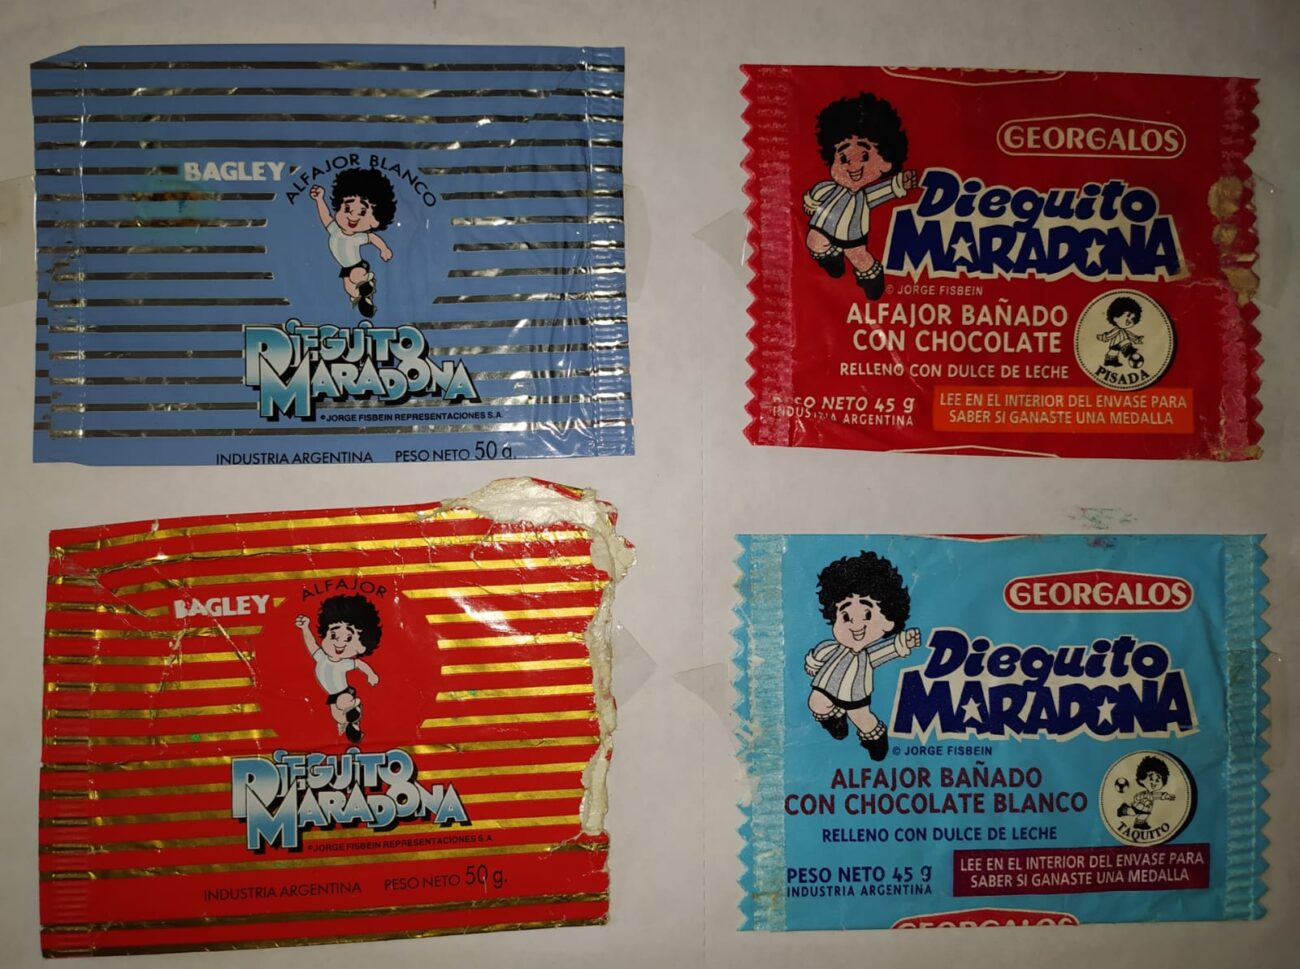 BAGLEY
ALFAJOR BLANCO
DIEGUITO
MARADONA
©JORGE FISBEIN REPRESENTACIONES S.A.
INDUSTRIA ARGENTINA PESO NETO 50 g.
GEORGALOS
Dieguito
MARADONA
© JORGE FISBEIN
ALFAJOR BAÑADO
CON CHOCOLATE
RELLENO CON DULCE DE LECHE
PISADA
PESO NETO 45 g
INDUSTRIA ARGENTINA
LEE EN EL INTERIOR DEL ENVASE PARA
SABER SI GANASTE UNA MEDALLA
BAGLEY
ALFAJOR
DIEGUITO
MARADONA
©JORGE FISBEIN REPRESENTACIONES S.A.
INDUSTRIA ARGENTINA PESO NETO 50 g.
GEORGALOS
Dieguito
MARADONA
© JORGE FISBEIN
ALFAJOR BAÑADO
CON CHOCOLATE BLANCO
RELLENO CON DULCE DE LECHE
TAQUITO
PESO NETO 45 g
INDUSTRIA ARGENTINA
LEE EN EL INTERIOR DEL ENVASE PARA
SABER SI GANASTE UNA MEDALLA
GEORGALOS